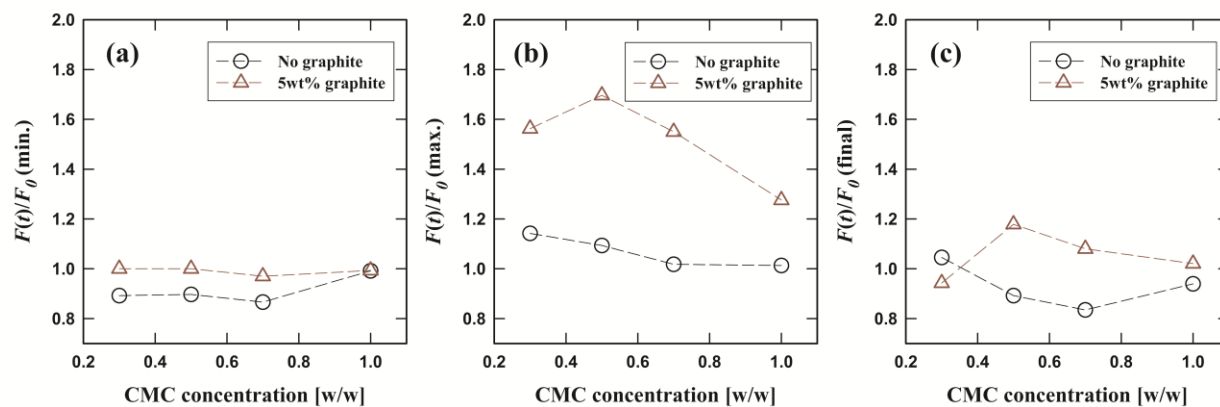 (a)
No graphite
5wt% graphite
F(t)/F0 (min.)
2.0
1.8
1.6
1.4
1.2
1.0
0.8
0.2 0.4 0.6 0.8 1.0
CMC concentration [w/w]
(b)
No graphite
5wt% graphite
F(t)/F0 (max.)
2.0
1.8
1.6
1.4
1.2
1.0
0.8
0.2 0.4 0.6 0.8 1.0
CMC concentration [w/w]
(c)
No graphite
5wt% graphite
F(t)/F0 (final)
2.0
1.8
1.6
1.4
1.2
1.0
0.8
0.2 0.4 0.6 0.8 1.0
CMC concentration [w/w]